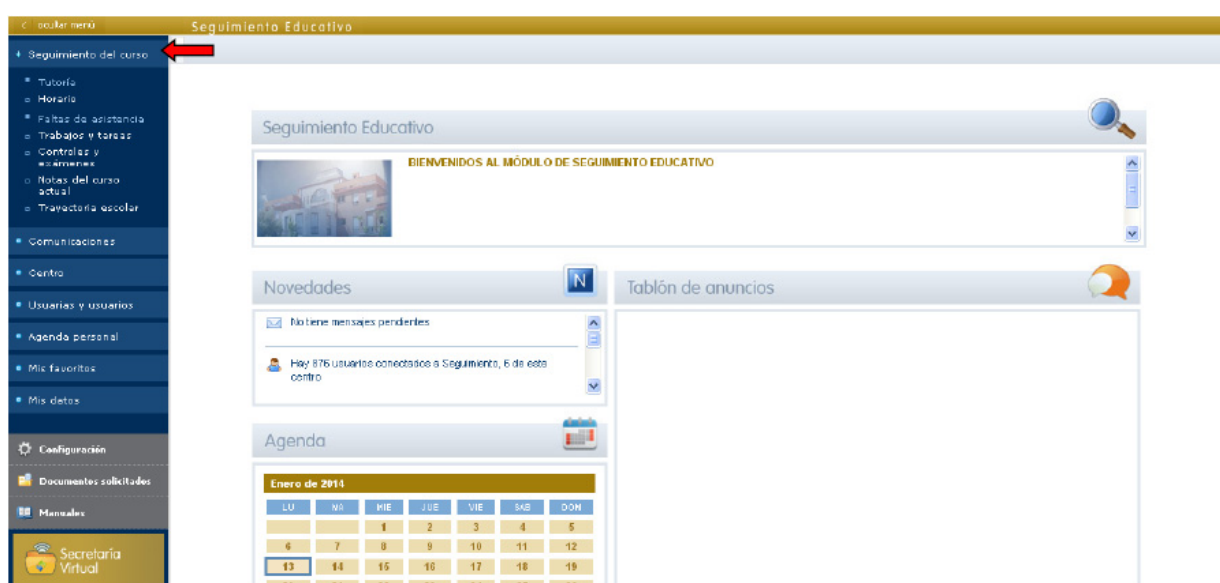 ocultar menú
Seguimiento Educativo
Seguimiento del curso
Tutoría
Horario
Faltas de asistencia
Trabajos y tareas
Controles y
exámenes
Notas del curso
actual
Trayectoria escolar
Comunicaciones
Centro
Usuarias y usuarios
Agenda personal
Mis favoritos
Mis datos
Configuración
Documentos solicitados
Manuales
Secretaría
Virtual
Seguimiento Educativo
BIENVENIDOS AL MÓDULO DE SEGUIMIENTO EDUCATIVO
Novedades
N
No tiene mensajes pendientes
Hay 876 usuarios conectados a Seguimiento, 6 de este
centro
Tablón de anuncios
Agenda
Enero de 2014
LU MA MIE JUE VIE SAB DOM
1 2 3 4 5
6 7 8 9 10 11 12
13 14 15 16 17 18 19